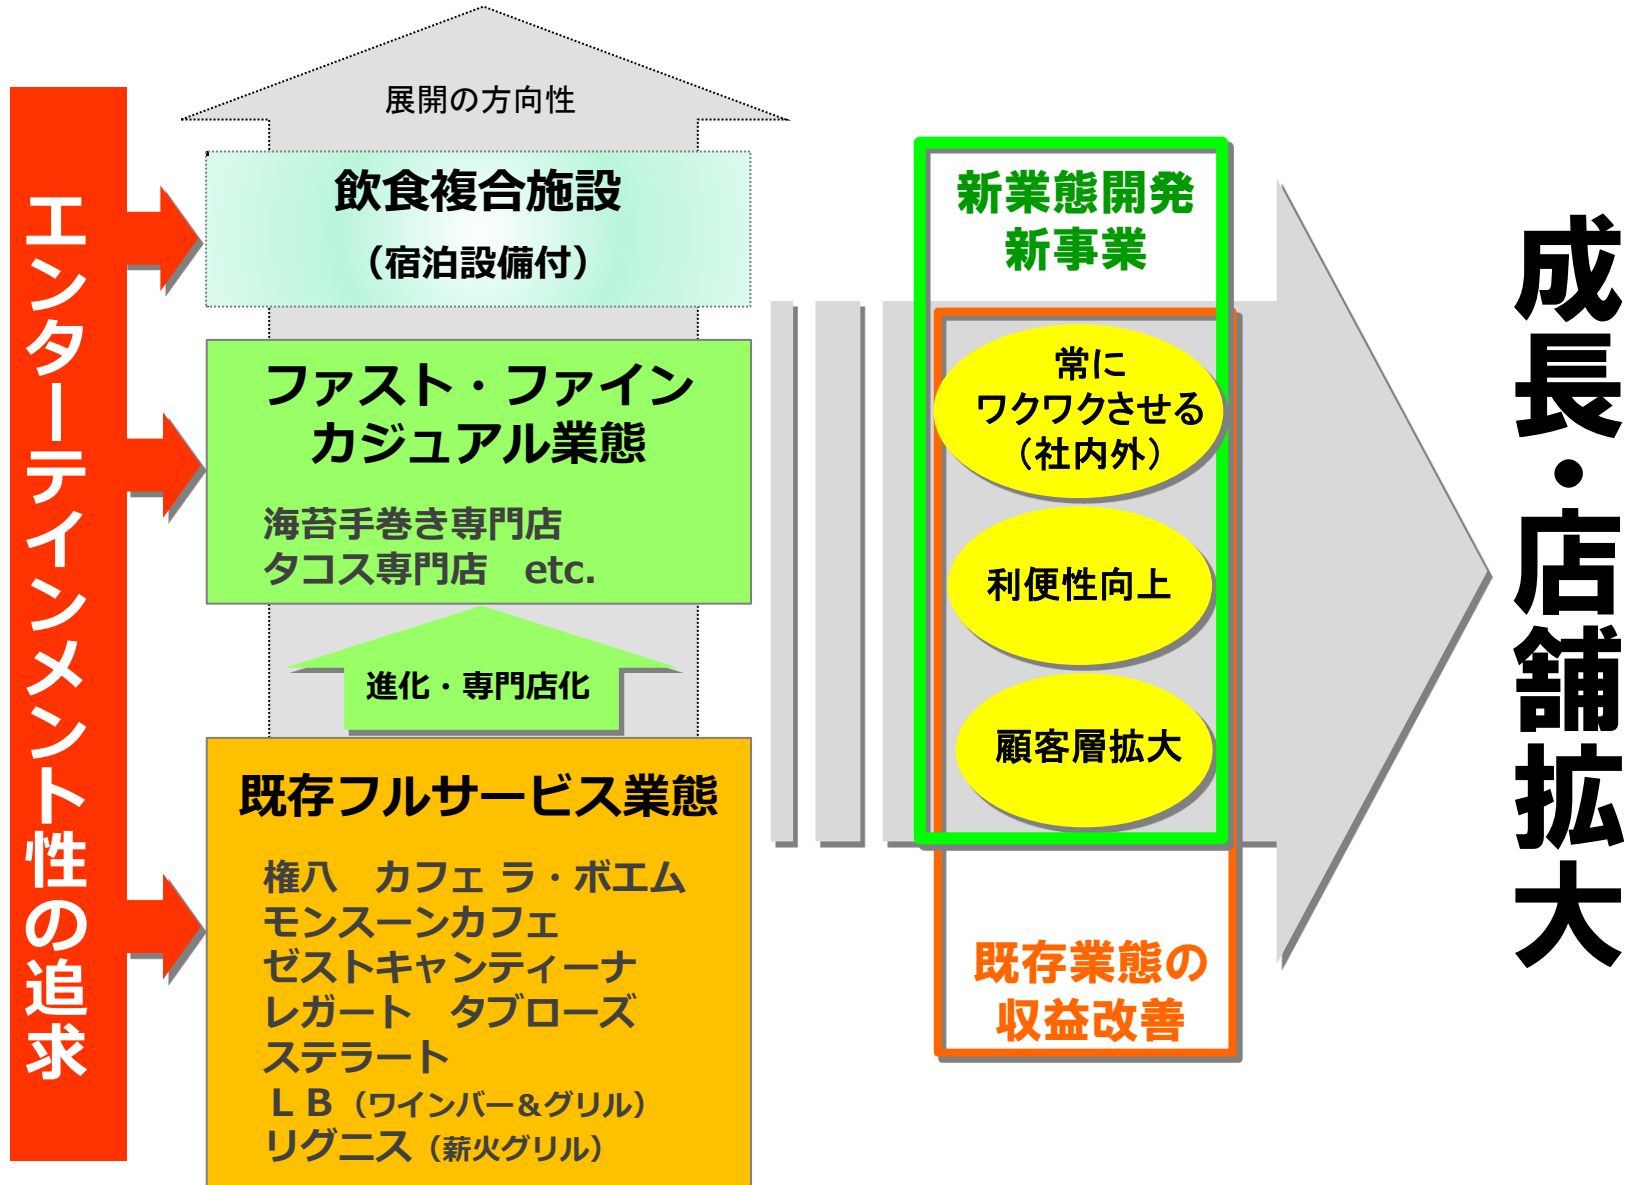 エンターテインメント性の追求
展開の方向性
飲食複合施設
（宿泊設備付）
ファスト・ファイン
カジュアル業態
海苔手巻き専門店
タコス専門店　etc.
進化・専門店化
既存フルサービス業態
権八　カフェ ラ・ボエム
モンスーンカフェ
ゼストキャンティーナ
レガート　タブローズ
ステラート
ＬＢ（ワインバー＆グリル）
リグニス（薪火グリル）
新業態開発
新事業
常に
ワクワクさせる
（社内外）
利便性向上
顧客層拡大
既存業態の
収益改善
成長・店舗拡大